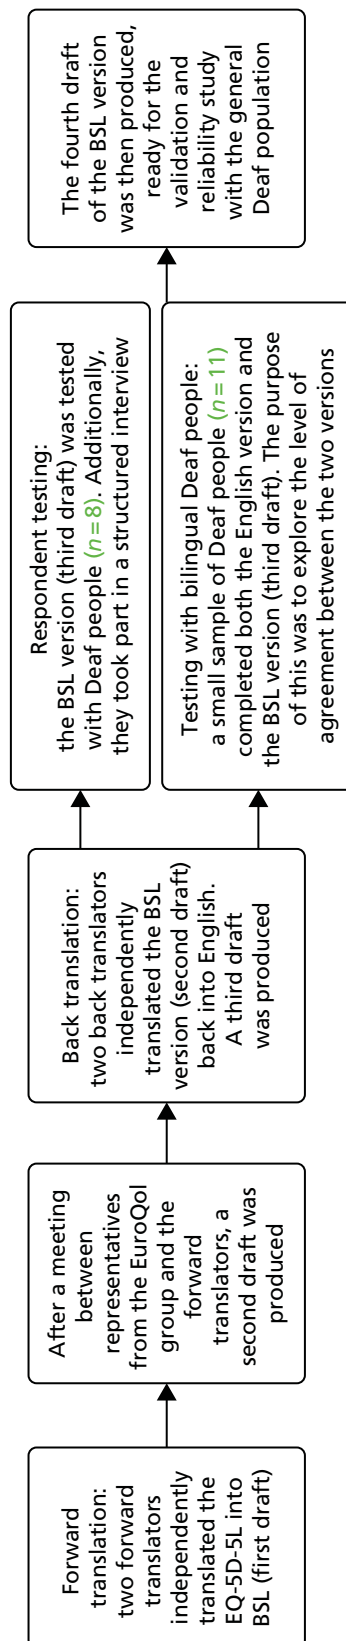 Forward
translation:
two forward
translators
independently
translated the
EQ-5D-5L into
BSL (first draft)
After a meeting
between
representatives
from the EuroQol
group and the
forward
translators, a
second draft was
produced
Back translation:
two back translators
independently
translated the BSL
version (second draft)
back into English.
A third draft
was produced
Respondent testing:
the BSL version (third draft) was tested
with Deaf people (n = 8). Additionally,
they took part in a structured interview
Testing with bilingual Deaf people:
a small sample of Deaf people (n = 11)
completed both the English version and
the BSL version (third draft). The purpose
of this was to explore the level of
agreement between the two versions
The fourth draft
of the BSL version
was then produced,
ready for the
validation and
reliability study
with the general
Deaf population